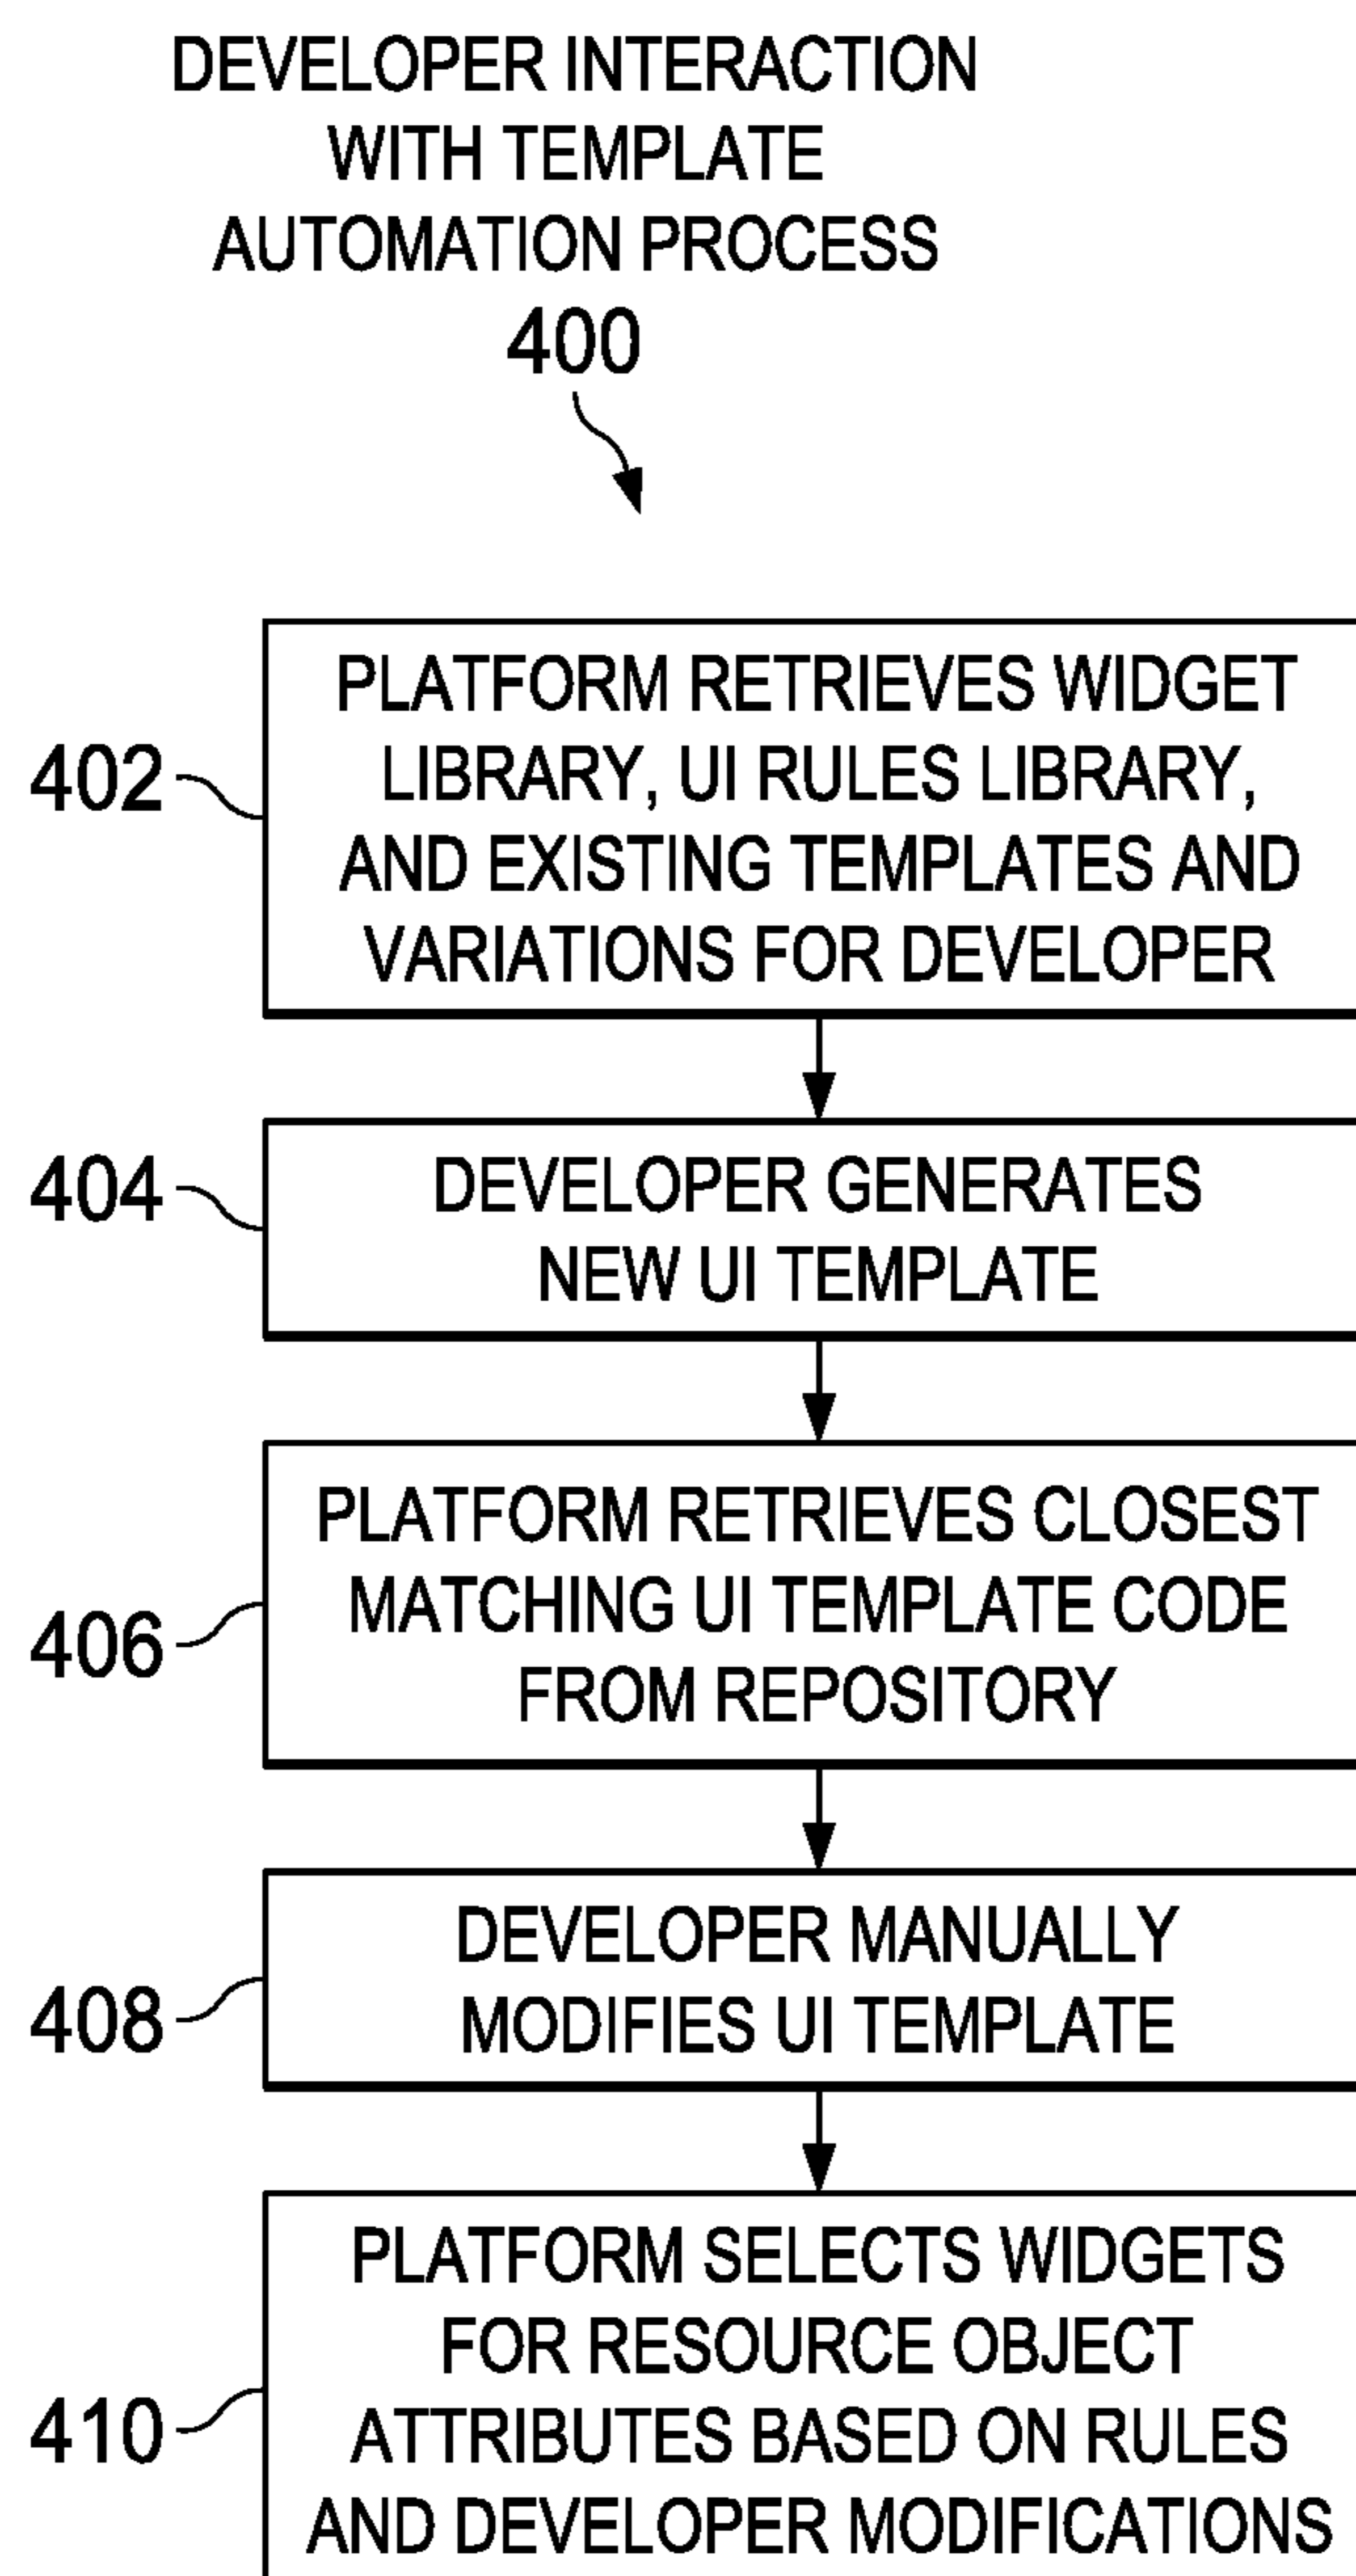 DEVELOPER INTERACTION
WITH TEMPLATE
AUTOMATION PROCESS
400
402
PLATFORM RETRIEVES WIDGET
LIBRARY, UI RULES LIBRARY,
AND EXISTING TEMPLATES AND
VARIATIONS FOR DEVELOPER
404
DEVELOPER GENERATES
NEW UI TEMPLATE
406
PLATFORM RETRIEVES CLOSEST
MATCHING UI TEMPLATE CODE
FROM REPOSITORY
408
DEVELOPER MANUALLY
MODIFIES UI TEMPLATE
410
PLATFORM SELECTS WIDGETS
FOR RESOURCE OBJECT
ATTRIBUTES BASED ON RULES
AND DEVELOPER MODIFICATIONS